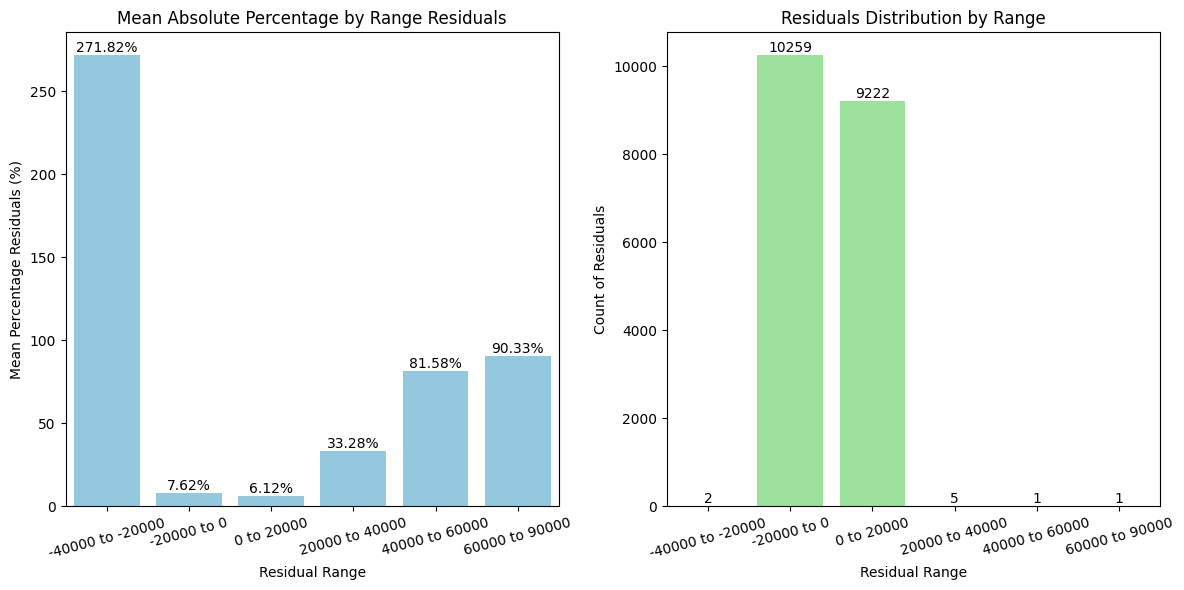 Mean Absolute Percentage by Range Residuals
271.82%
7.62%
6.12%
33.28%
81.58%
90.33%
250
200
150
100
50
0
Mean Percentage Residuals (%)
-40000 to -20000
-20000 to 0
0 to 20000
20000 to 40000
40000 to 60000
60000 to 90000
Residual Range
Residuals Distribution by Range
2
10259
9222
5
1
1
10000
8000
6000
4000
2000
0
Count of Residuals
-40000 to -20000
-20000 to 0
0 to 20000
20000 to 40000
40000 to 60000
60000 to 90000
Residual Range